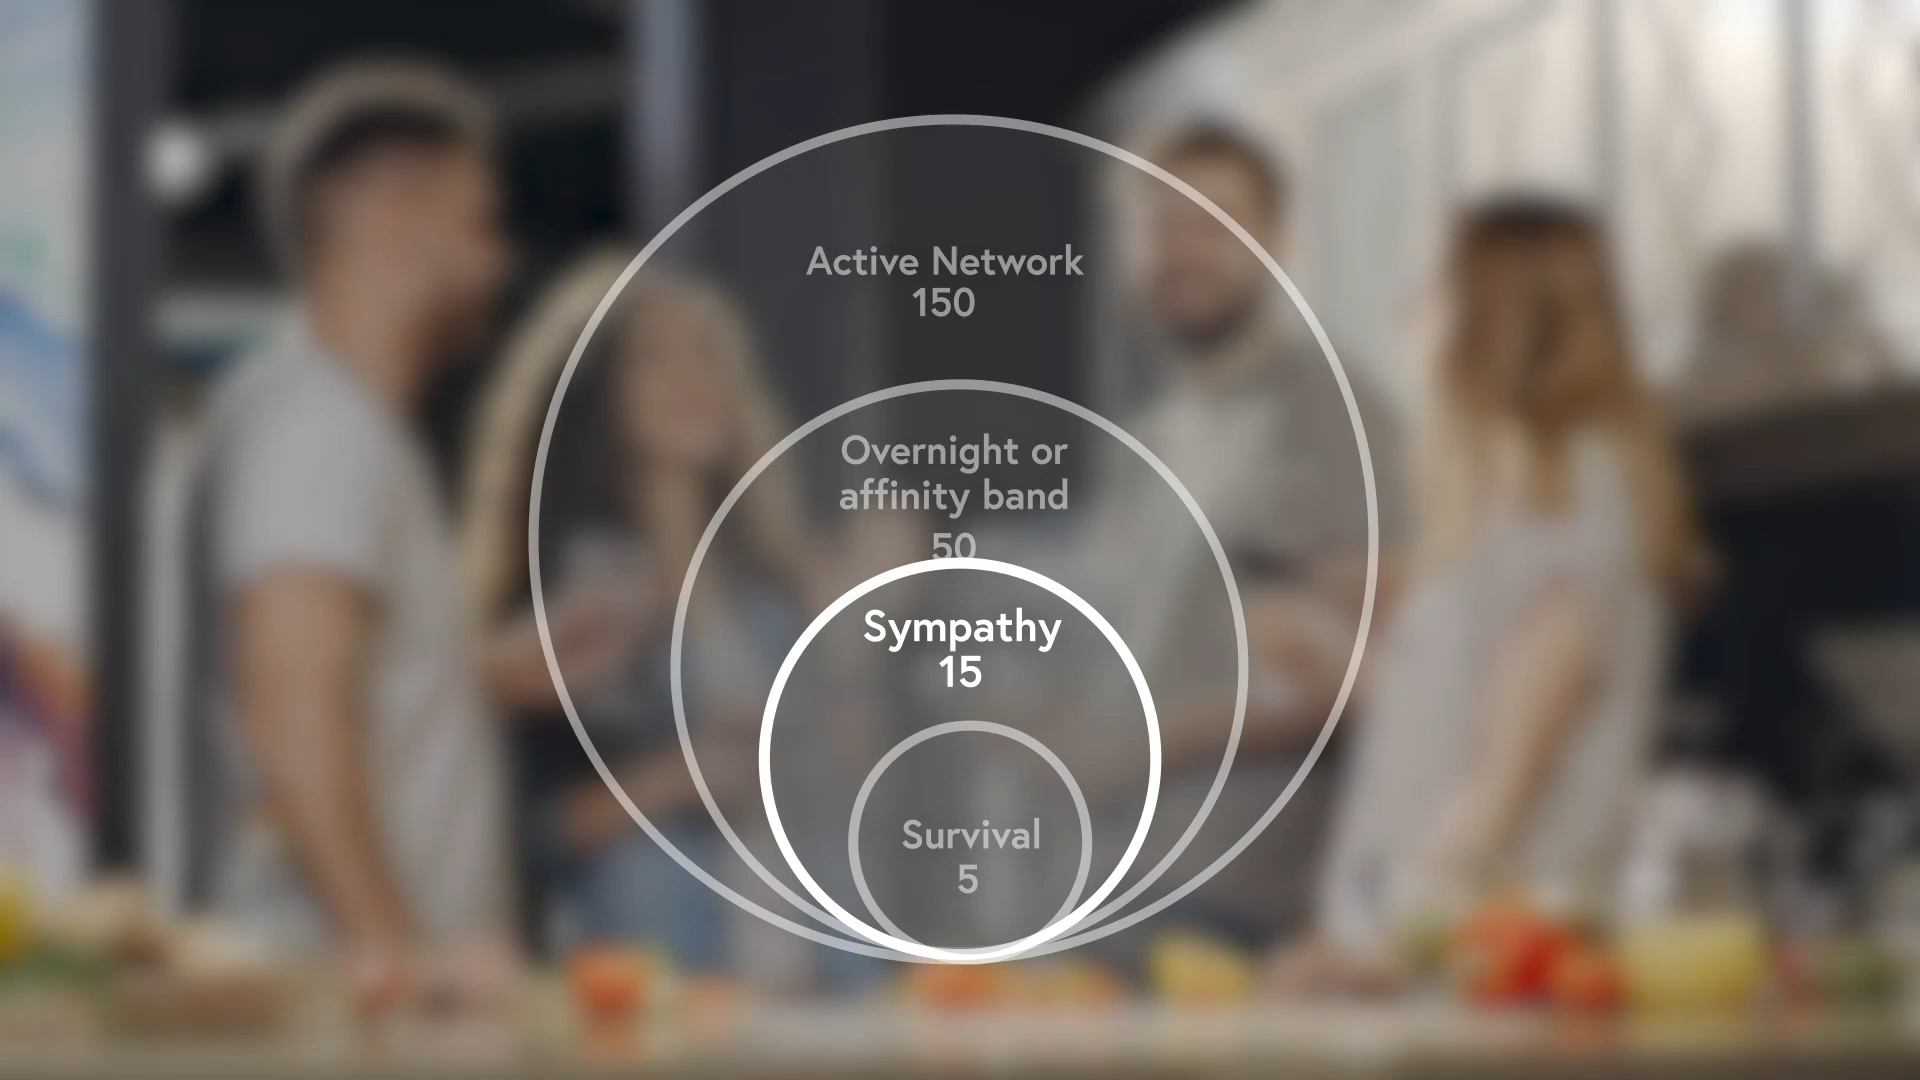 Active Network
150
Overnight or
affinity band
50
Sympathy
15
Survival
5